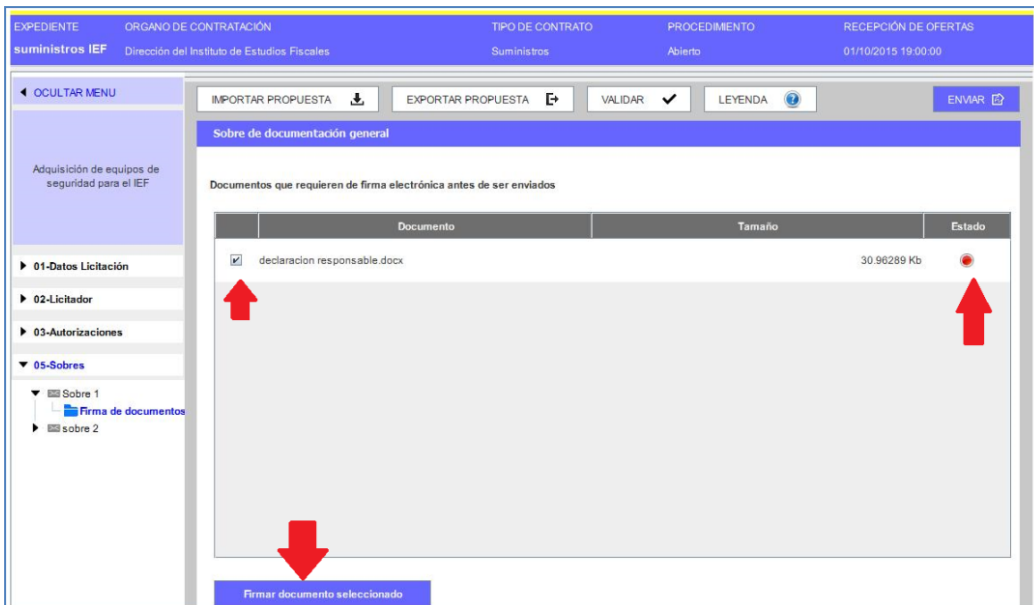 EXPEDIENTE ORGANO DE CONTRATACIÓN TIPO DE CONTRATO PROCEDIMIENTO RECEPCIÓN DE OFERTAS
suministros IEF Dirección del Instituto de Estudios Fiscales Suministros Abierto 01/10/2015 19:00:00
OCULTAR MENU
IMPORTAR PROPUESTA EXPORTAR PROPUESTA VALIDAR LEYENDA ENVIAR
Sobre de documentación general
Adquisición de equipos de
seguridad para el IEF
Documentos que requieren de firma electrónica antes de ser enviados
Documento Tamaño Estado
declaracion responsable.docx 30.96289 Kb
01-Datos Licitación
02-Licitador
03-Autorizaciones
05-Sobres
Sobre 1
Firma de documentos
sobre 2
Firmar documento seleccionado